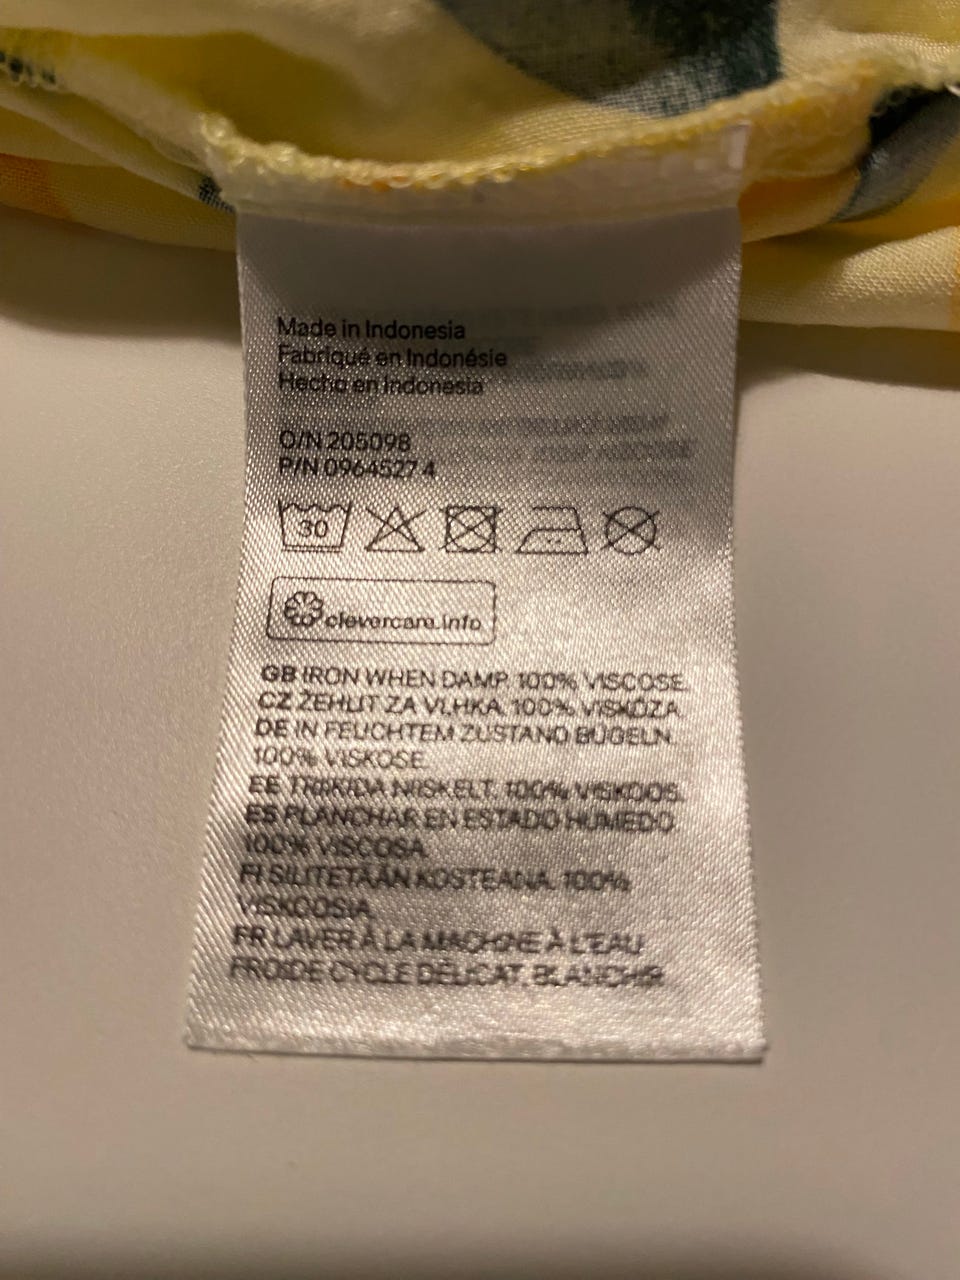 Made in Indonesia
Fabriqué en Indonésie
Hecho en Indonesia
O/N 205098
P/N 0964527 4
30
clevercare.info
GB IRON WHEN DAMP. 100% VISCOSE.
CZ ŽEHLIT ZA VLHKA. 100% VISKÓZA.
DE IN FEUCHTEM ZUSTAND BÜGELN.
100% VISKOSE.
EE TRIIKIDA NIISKELT. 100% VISKOOS.
ES PLANCHAR EN ESTADO HÚMEDO.
100% VISCOSA.
FI SILITETÄÄN KOSTEANA. 100%
VISKOOSIA.
FR LAVER À LA MACHINE À L'EAU
FROIDE CYCLE DÉLICAT. BLANCHIR